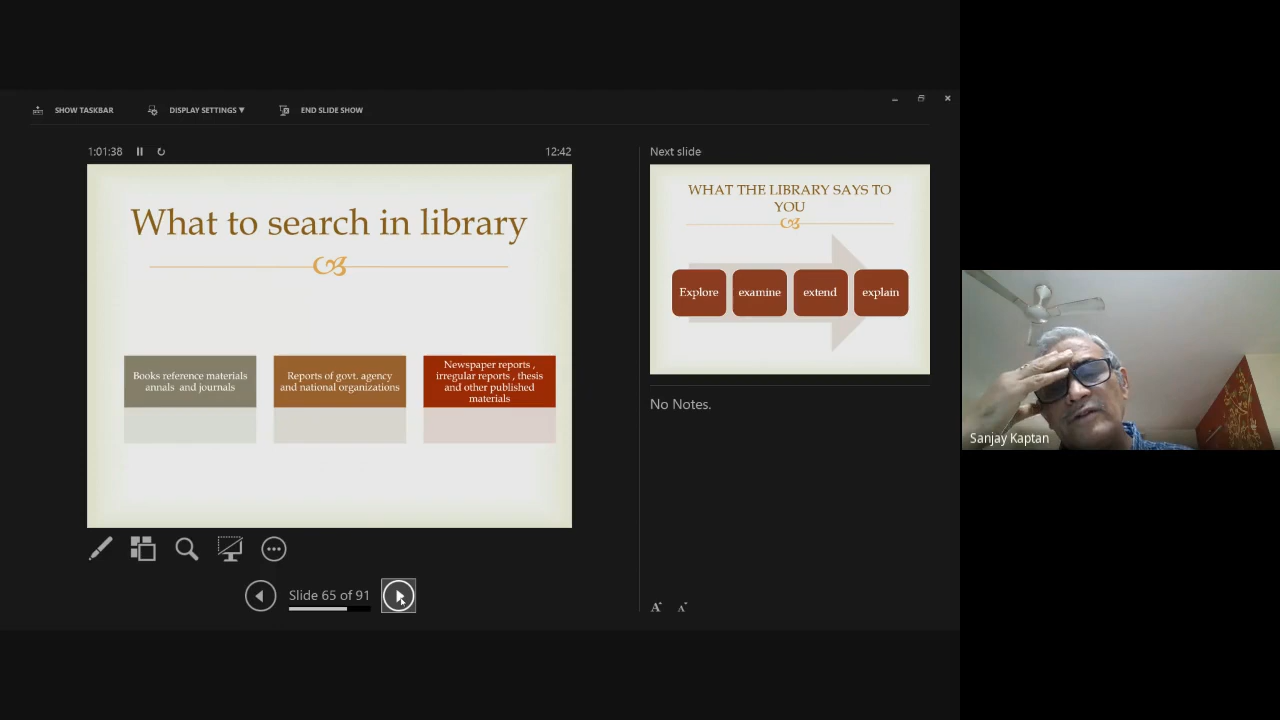 SHOW TASKBAR
DISPLAY SETTINGS ▼
END SLIDE SHOW
1:01:38
12:42
What to search in library
Books reference materials
annals and journals
Reports of govt. agency
and national organizations
Newspaper reports ,
irregular reports , thesis
and other published
materials
Slide 65 of 91
Next slide
WHAT THE LIBRARY SAYS TO
YOU
Explore
examine
extend
explain
No Notes.
A
A
Sanjay Kaptan